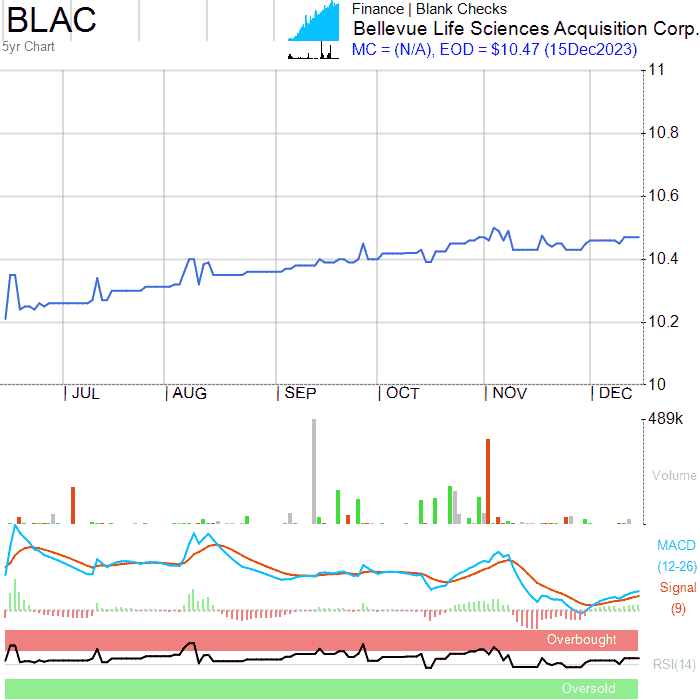 BLAC
5yr Chart
Finance | Blank Checks
Bellevue Life Sciences Acquisition Corp.
MC = (N/A), EOD = $10.47 (15Dec2023)
11
10.8
10.6
10.4
10.2
10
JUL AUG SEP OCT NOV DEC
489k
Volume
MACD
(12-26)
Signal
(9)
Overbought
RSI(14)
Oversold